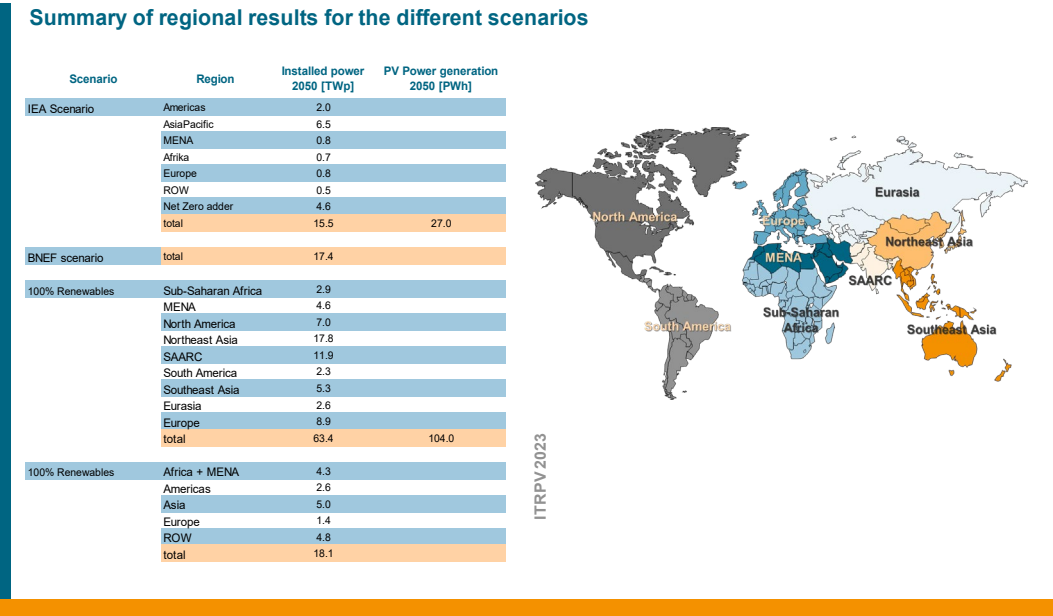 Summary of regional results for the different scenarios
Scenario Region Installed power 2050 [TWp] PV Power generation 2050 [PWh]
IEA Scenario Americas 2.0
AsiaPacific 6.5
MENA 0.8
Afrika 0.7
Europe 0.8
ROW 0.5
Net Zero adder 4.6
total 15.5 27.0
BNEF scenario total 17.4
100% Renewables Sub-Saharan Africa 2.9
MENA 4.6
North America 7.0
Northeast Asia 17.8
SAARC 11.9
South America 2.3
Southeast Asia 5.3
Eurasia 2.6
Europe 8.9
total 63.4 104.0
100% Renewables Africa + MENA 4.3
Americas 2.6
Asia 5.0
Europe 1.4
ROW 4.8
total 18.1
North America
Europe
Eurasia
Northeast Asia
MENA
SAARC
Sub-Saharan
Africa
South America
Southeast Asia
ITRPV 2023